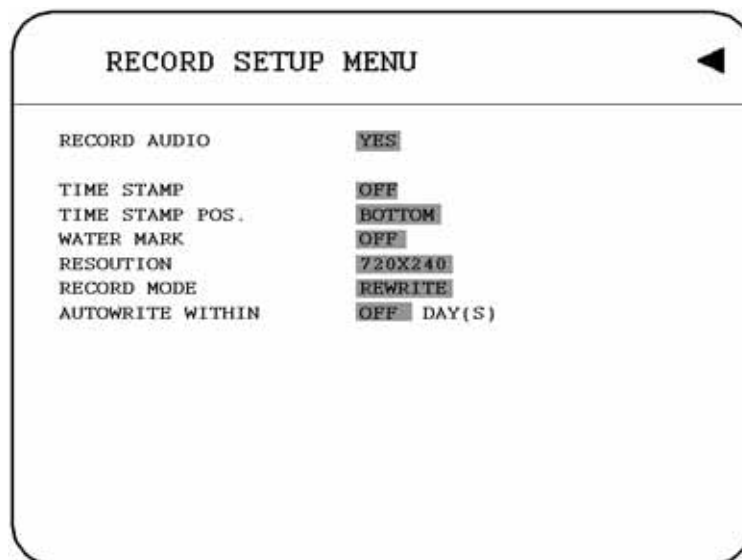 RECORD SETUP MENU
RECORD AUDIO YES
TIME STAMP OFF
TIME STAMP POS. BOTTOM
WATER MARK OFF
RESOUTION 720X240
RECORD MODE REWRITE
AUTOWRITE WITHIN OFF DAY(S)